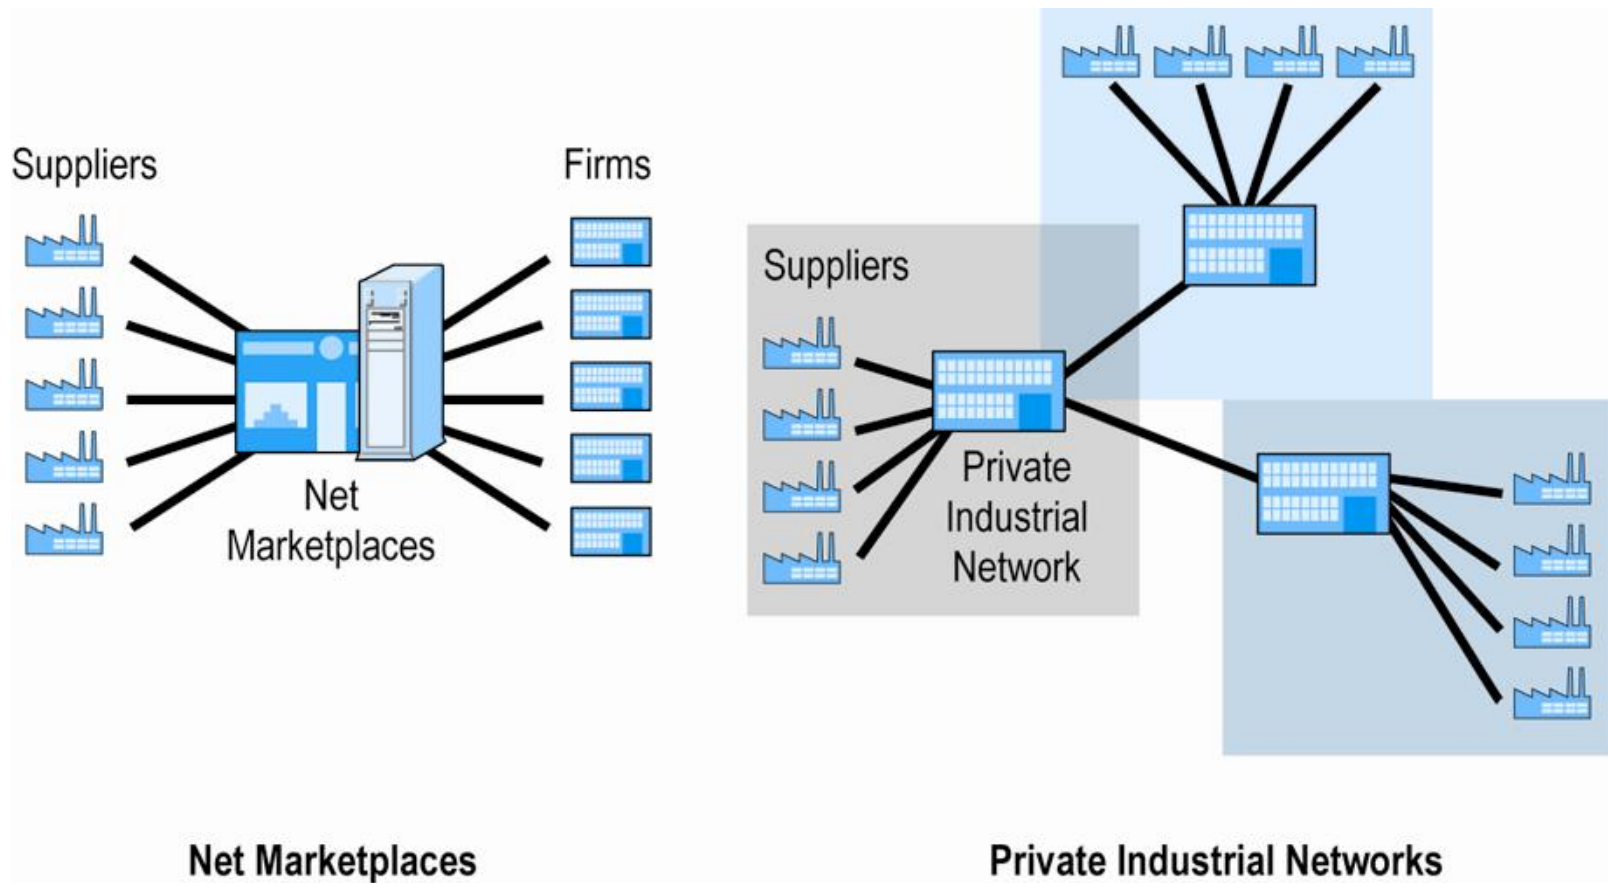 Suppliers
Firms
Net
Marketplaces
Net Marketplaces
Suppliers
Private
Industrial
Network
Private Industrial Networks